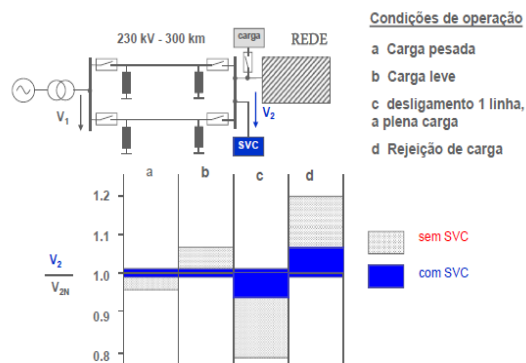 Condições de operação
230 kV - 300 km
carga
REDE
a Carga pesada
b Carga leve
c desligamento 1 linha,
a plena carga
d Rejeição de carga
V1
V2
SVC
a
b
c
d
1.2
1.1
1.0
0.9
0.8
V2
V2N
sem SVC
com SVC